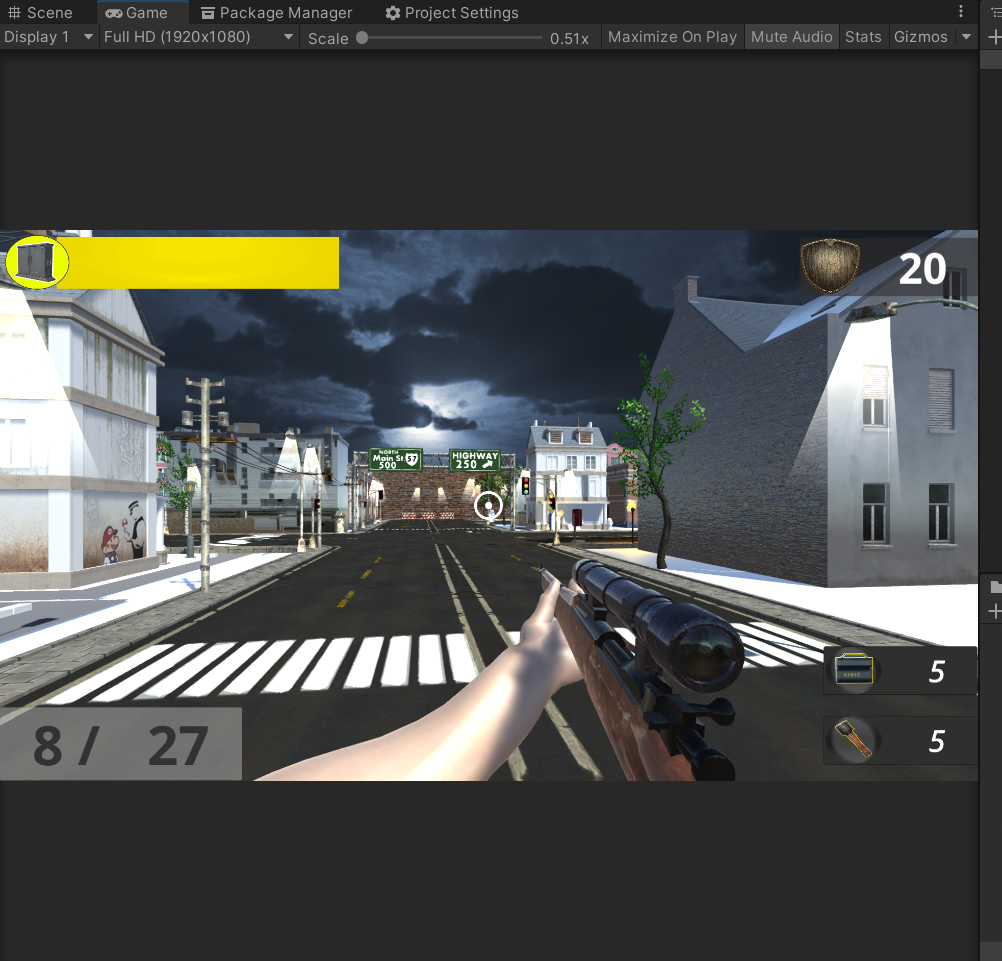 Scene
Game
Package Manager
Project Settings
Display 1
Full HD (1920x1080)
Scale
0.51x
Maximize On Play
Mute Audio
Stats
Gizmos
20
NORTH
Main St.
57
500
HIGHWAY
250
AMMO
5
8 / 27
5